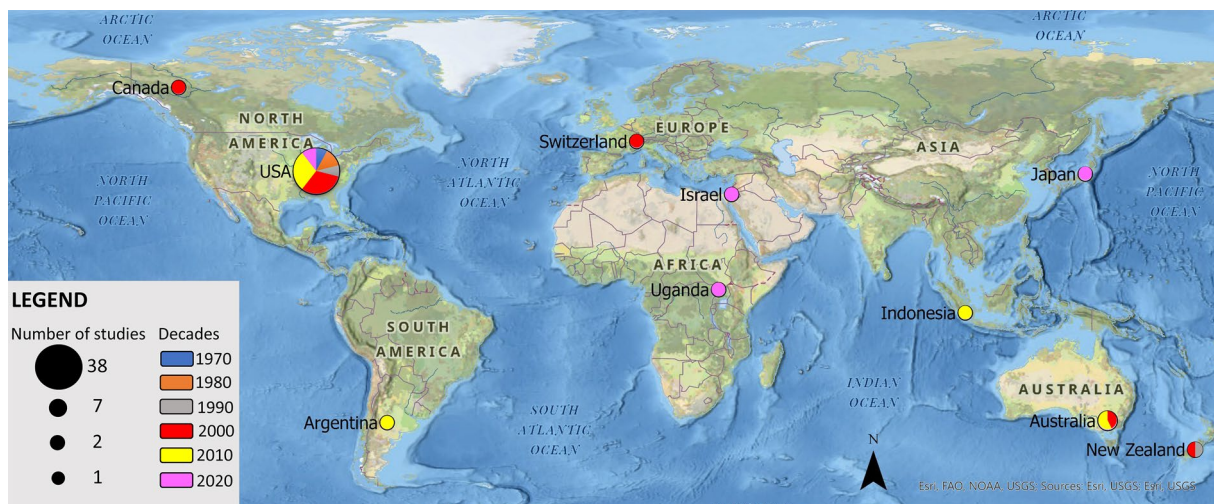 ARCTIC
OCEAN
ARCTIC
OCEAN
Canada
NORTH
AMERICA
USA
Switzerland
EUROPE
ASIA
NORTH
PACIFIC
OCEAN
NORTH
ATLANTIC
OCEAN
Israel
Japan
NORTH
PACIFIC
OCEAN
AFRICA
Uganda
Indonesia
SOUTH
AMERICA
INDIAN
OCEAN
AUSTRALIA
Argentina
SOUTH
ATLANTIC
OCEAN
Australia
New Zealand
N
LEGEND
Number of studies
38
7
2
1
Decades
1970
1980
1990
2000
2010
2020
Esri, FAO, NOAA, USGS, Sources: Esri, USGS, Esri, USGS